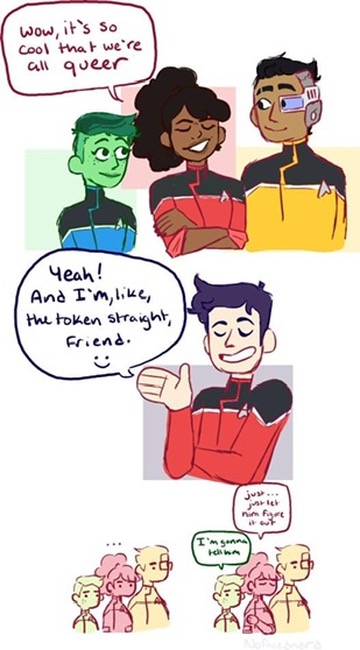 Wow, it's so
cool that we're
all queer
Yeah!
And I'm, like,
the token straight,
Friend.
:)
...
just...
just let
him figure
it out
I'm gonna
tell him
Nofacednerd